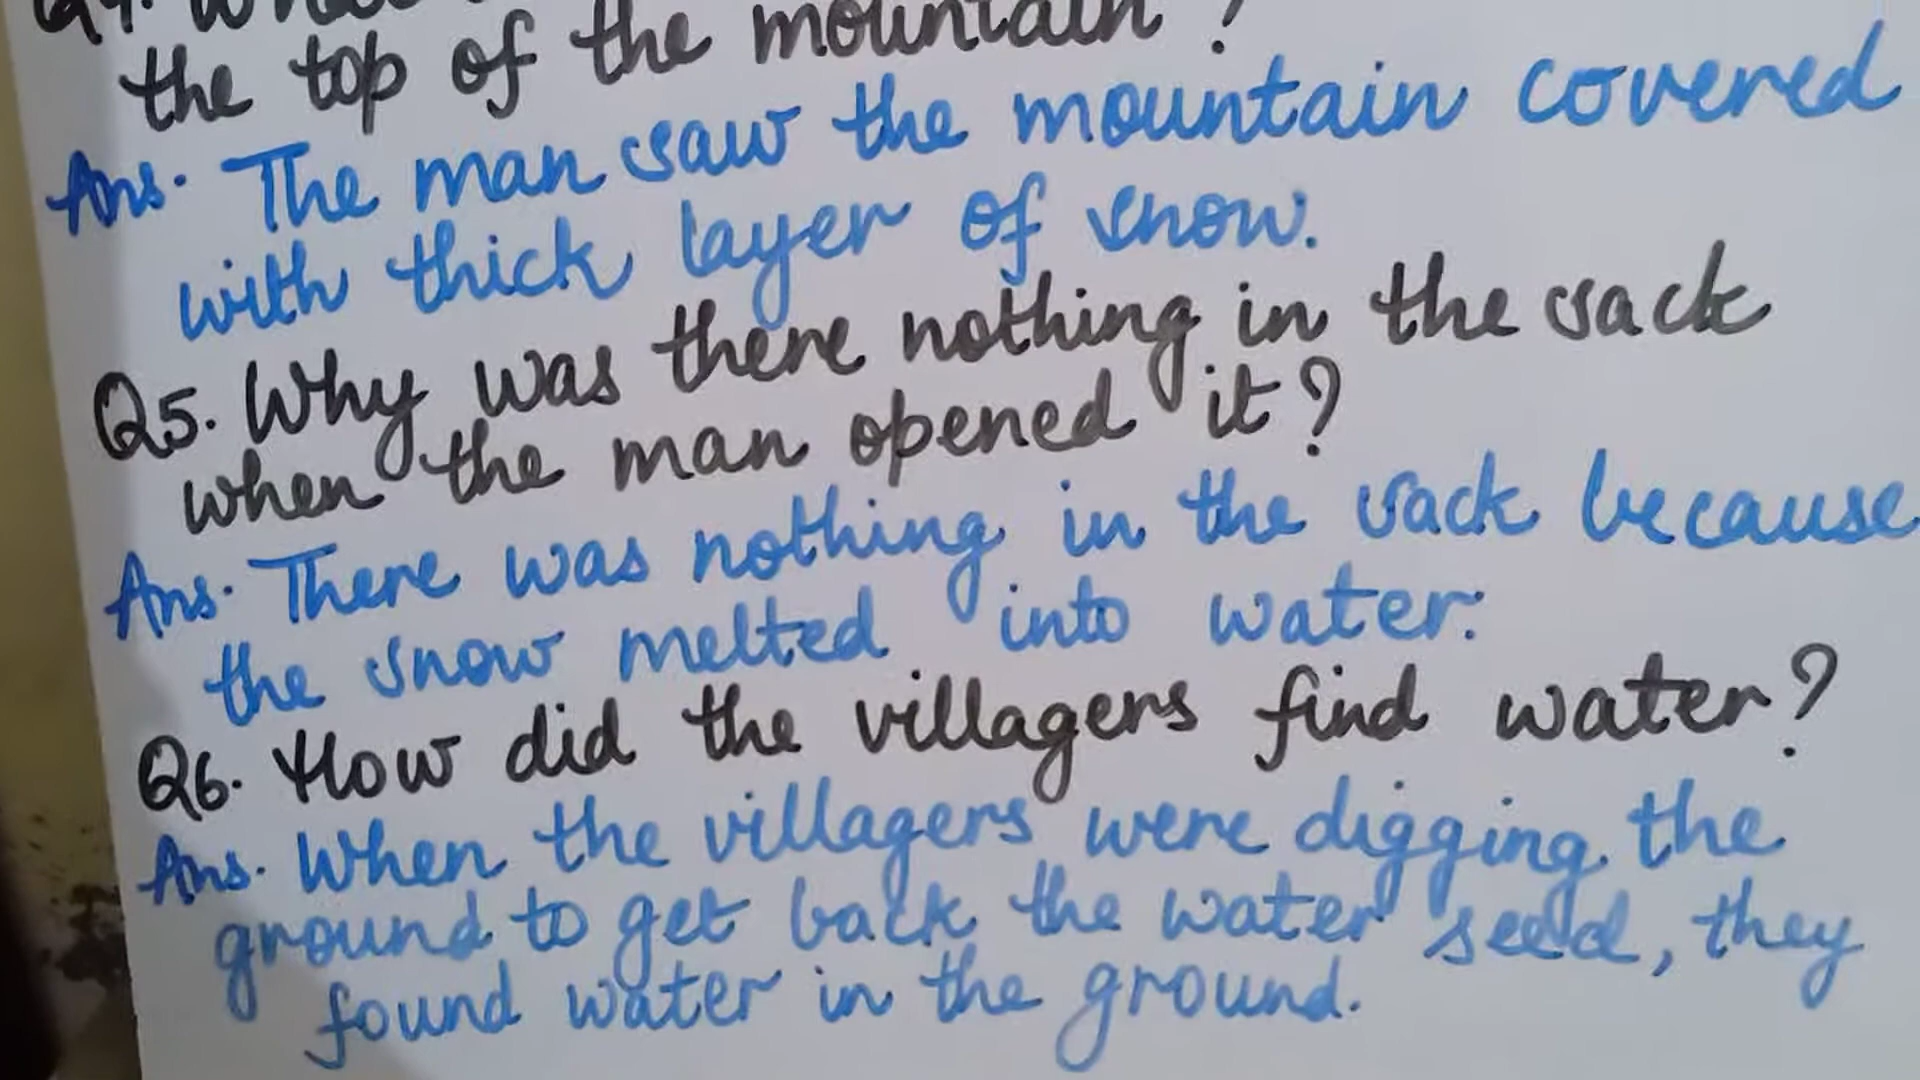 the top of the mountain?
Ans. The man saw the mountain covered
with thick layer of snow.
Q5. Why was there nothing in the sack
when the man opened it?
Ans. There was nothing in the sack because
the snow melted into water.
Q6. How did the villagers find water?
Ans. When the villagers were digging the
ground to get back the water seed, they
found water in the ground.